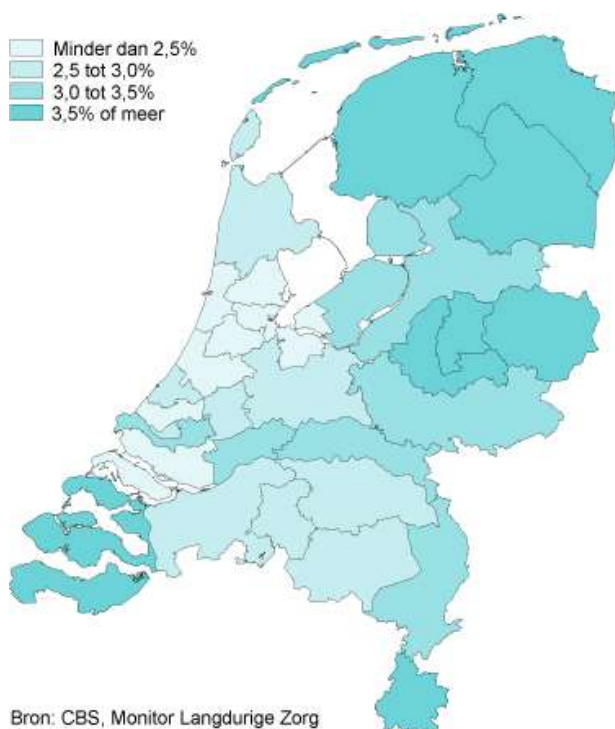 Minder dan 2,5%
2,5 tot 3,0%
3,0 tot 3,5%
3,5% of meer
Bron: CBS, Monitor Langdurige Zorg